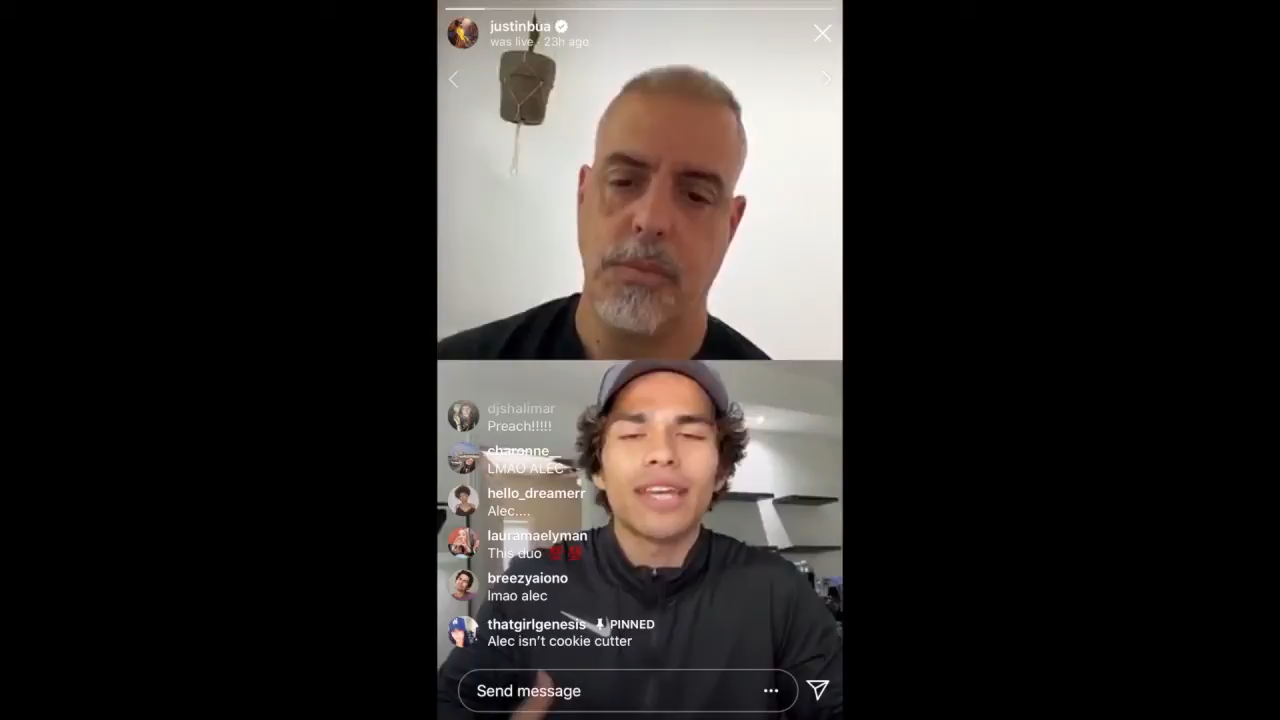 justinbua
was live · 23h ago
djshalimar
Preach!!!!!
charonne__
LMAO ALEC
hello_dreamerr
Alec....
lauramaelyman
This duo 💯💯
breezyaiono
lmao alec
thatgirlgenesis PINNED
Alec isn’t cookie cutter
Send message